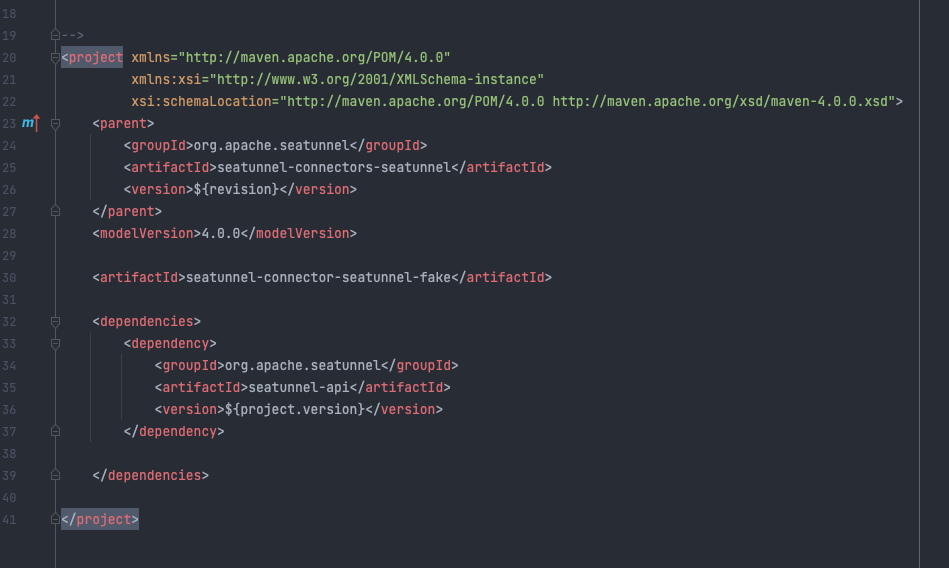 18
19 -->
20 <project xmlns="http://maven.apache.org/POM/4.0.0"
21 xmlns:xsi="http://www.w3.org/2001/XMLSchema-instance"
22 xsi:schemaLocation="http://maven.apache.org/POM/4.0.0 http://maven.apache.org/xsd/maven-4.0.0.xsd">
23 m <parent>
24 <groupId>org.apache.seatunnel</groupId>
25 <artifactId>seatunnel-connectors-seatunnel</artifactId>
26 <version>${revision}</version>
27 </parent>
28 <modelVersion>4.0.0</modelVersion>
29
30 <artifactId>seatunnel-connector-seatunnel-fake</artifactId>
31
32 <dependencies>
33 <dependency>
34 <groupId>org.apache.seatunnel</groupId>
35 <artifactId>seatunnel-api</artifactId>
36 <version>${project.version}</version>
37 </dependency>
38
39 </dependencies>
40
41 </project>